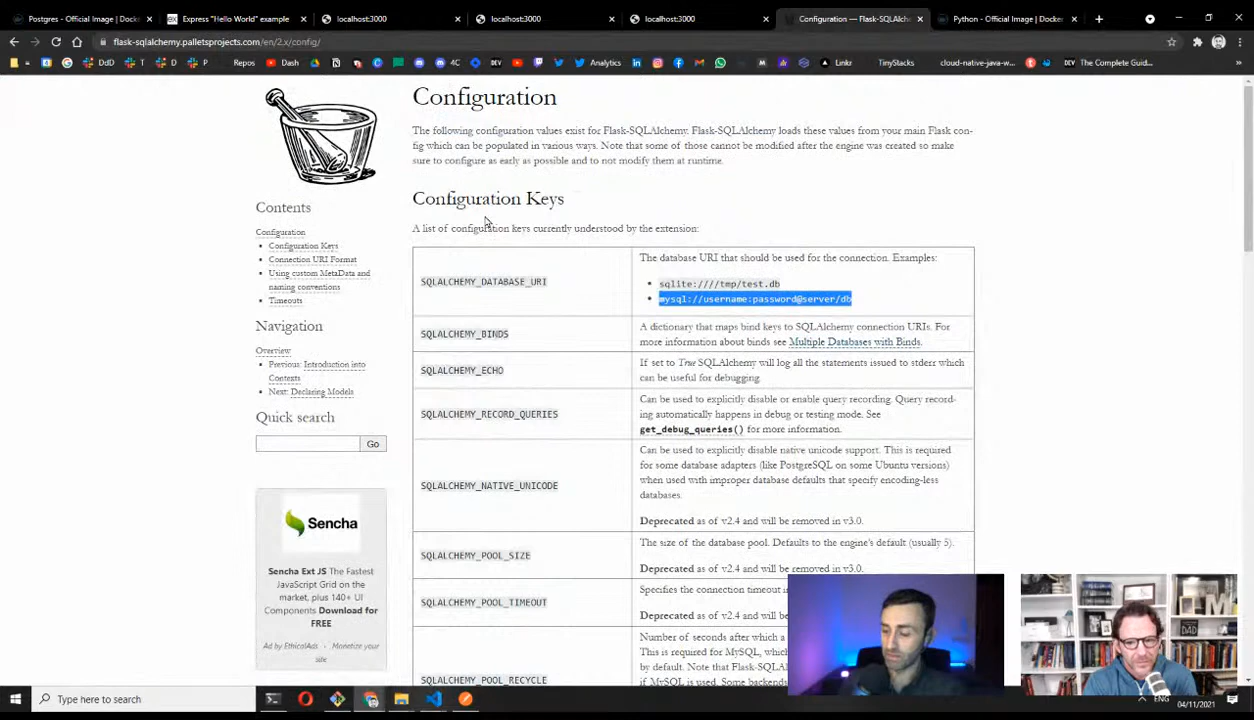 Postgres - Official Image | Docke
Express "Hello World" example
localhost:3000
localhost:3000
localhost:3000
Configuration — Flask-SQLAlchem
Python - Official Image | Docker
flask-sqlalchemy.palletsprojects.com/en/2.x/config/
DdD
T
D
P
Repos
Dash
4C
Analytics
Linkr
TinyStacks
cloud-native-java-w...
The Complete Guid...
Configuration
The following configuration values exist for Flask-SQLAlchemy. Flask-SQLAlchemy loads these values from your main Flask con-
fig which can be populated in various ways. Note that some of those cannot be modified after the engine was created so make
sure to configure as early as possible and to not modify them at runtime.
Configuration Keys
A list of configuration keys currently understood by the extension:
Contents
Configuration
Configuration Keys
Connection URI Format
Using custom MetaData and
naming conventions
Timeouts
Navigation
Overview
Previous: Introduction into
Contexts
Next: Declaring Models
Quick search
Go
Sencha
Sencha Ext JS The Fastest
JavaScript Grid on the
market, plus 140+ UI
Components Download for
FREE
Ad by EthicalAds · Monetize your
site
SQLALCHEMY_DATABASE_URI
The database URI that should be used for the connection. Examples:
sqlite:////tmp/test.db
mysql://username:password@server/db
SQLALCHEMY_BINDS
A dictionary that maps bind keys to SQLAlchemy connection URIs. For
more information about binds see Multiple Databases with Binds.
SQLALCHEMY_ECHO
If set to True SQLAlchemy will log all the statements issued to stderr which
can be useful for debugging.
SQLALCHEMY_RECORD_QUERIES
Can be used to explicitly disable or enable query recording. Query record-
ing automatically happens in debug or testing mode. See
get_debug_queries() for more information.
SQLALCHEMY_NATIVE_UNICODE
Can be used to explicitly disable native unicode support. This is required
for some database adapters (like PostgreSQL on some Ubuntu versions)
when used with improper database defaults that specify encoding-less
databases.
Deprecated as of v2.4 and will be removed in v3.0.
SQLALCHEMY_POOL_SIZE
The size of the database pool. Defaults to the engine's default (usually 5).
Deprecated as of v2.4 and will be removed in v3.0.
SQLALCHEMY_POOL_TIMEOUT
Specifies the connection timeout i
Deprecated as of v2.4 and will be r
SQLALCHEMY_POOL_RECYCLE
Number of seconds after which a
This is required for MySQL, whic
by default. Note that Flask-SQLAl
if MySQL is used. Some backends
DAD
Type here to search
ENG
04/11/2021